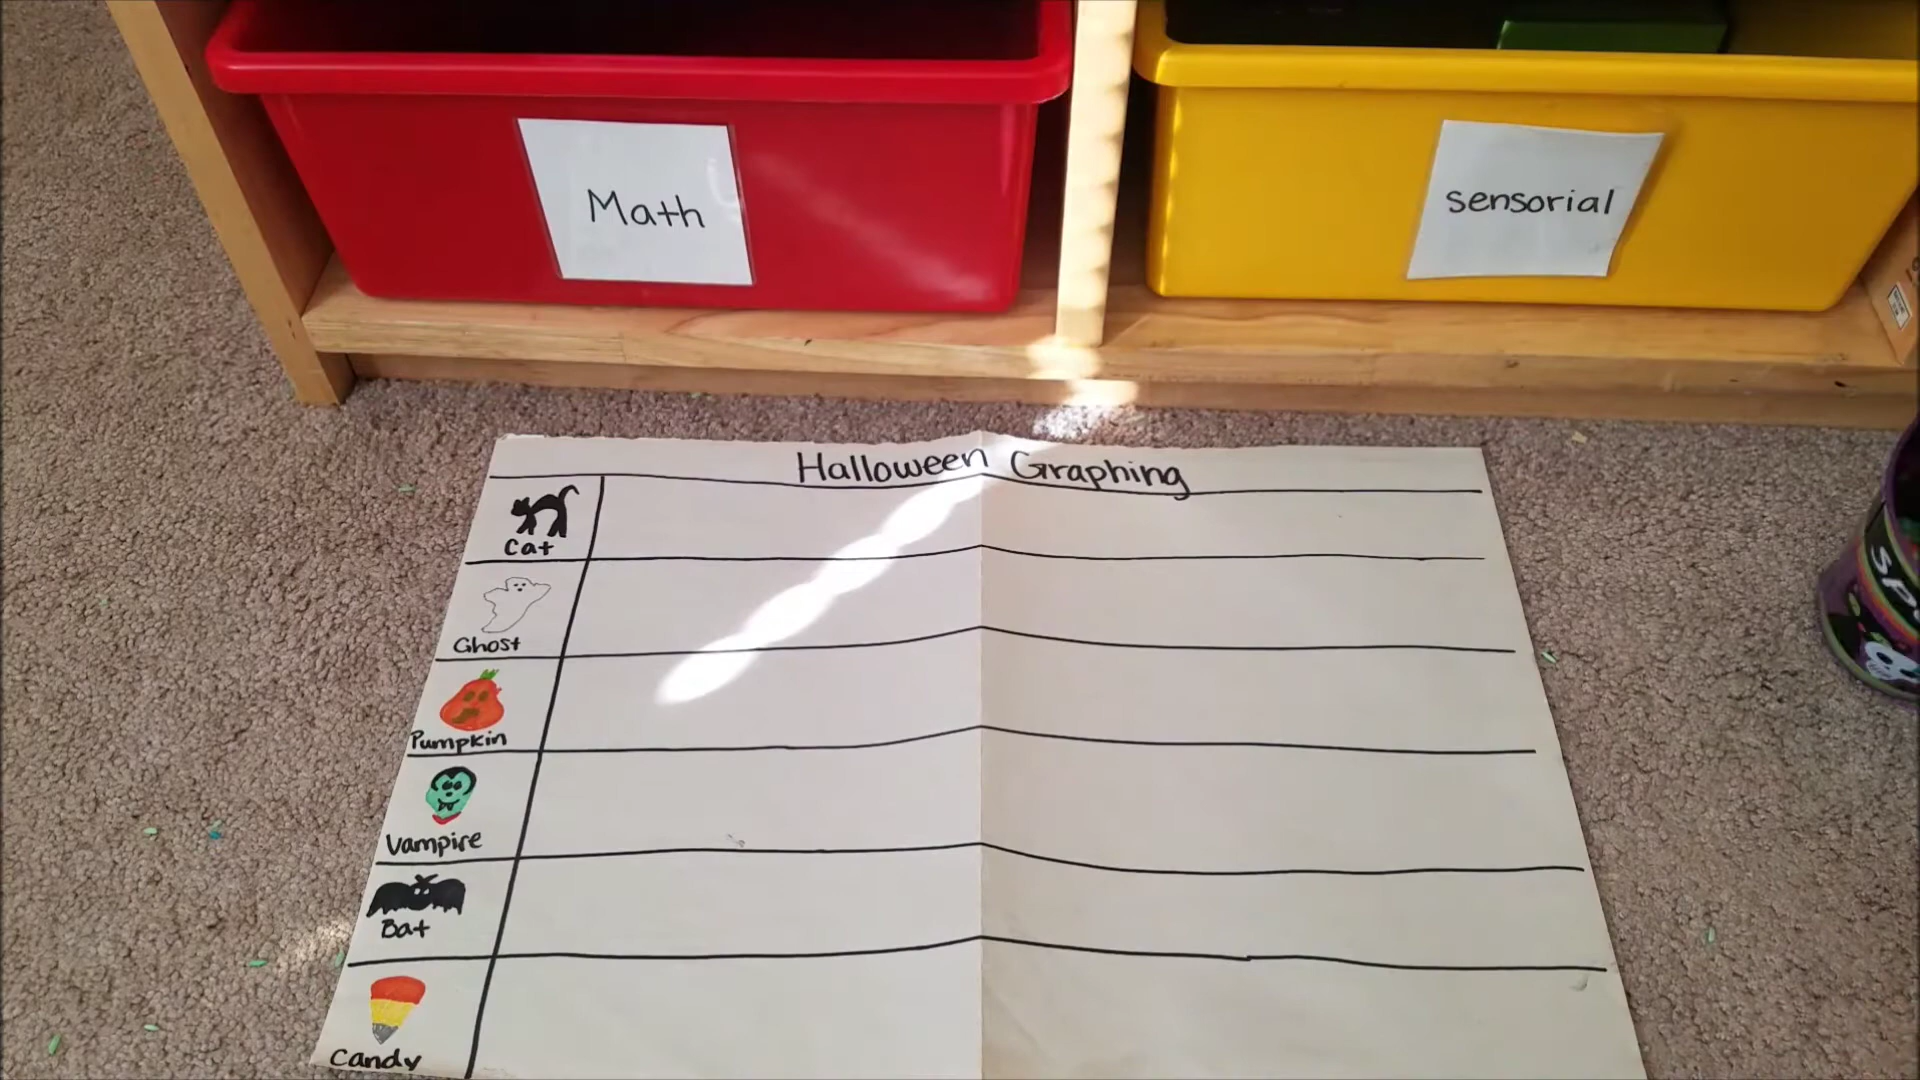 Math
sensorial
Halloween Graphing
Cat
Ghost
Pumpkin
Vampire
Bat
Candy